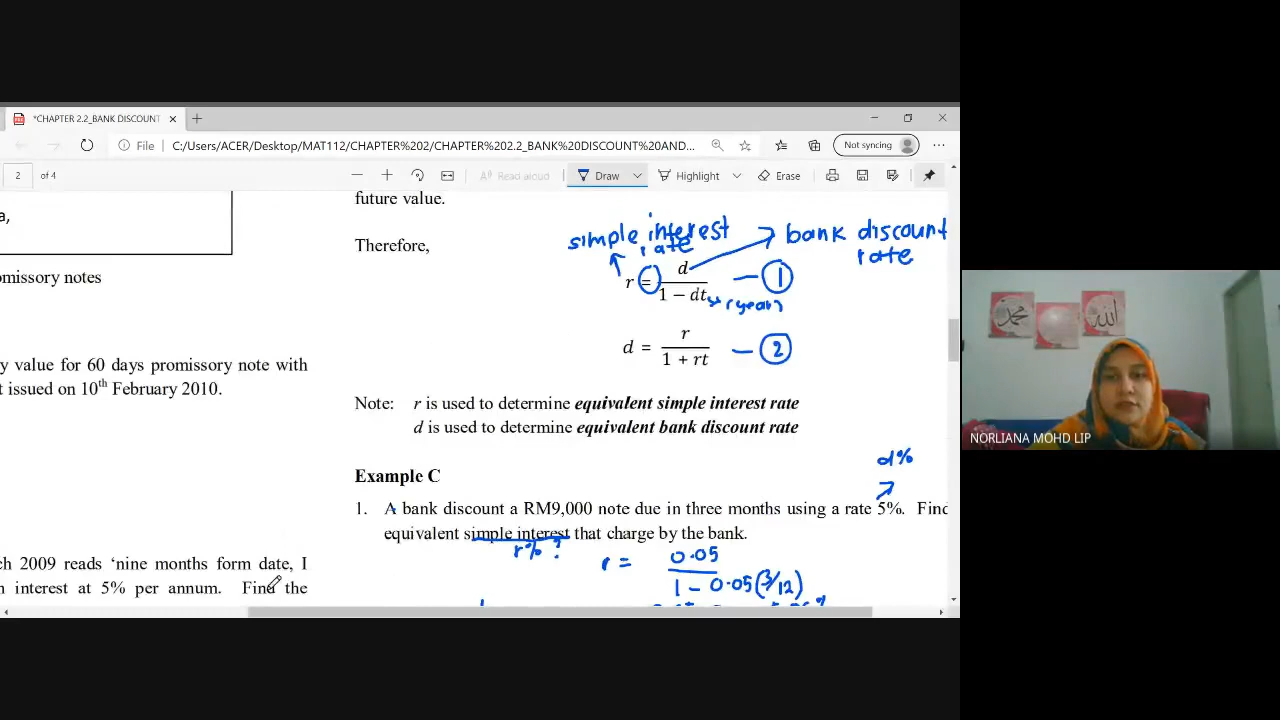 *CHAPTER 2.2_BANK DISCOUNT
File C:/Users/ACER/Desktop/MAT112/CHAPTER%202/CHAPTER%202.2_BANK%20DISCOUNT%20AND... Not syncing
2 of 4 Read aloud Draw Highlight Erase
a,
omissory notes
y value for 60 days promissory note with
t issued on 10th February 2010.
ch 2009 reads ‘nine months form date, I
n interest at 5% per annum. Find the
future value.
Therefore,
simple interest rate
bank discount rate
r = d / 1 − dt — 1
(year)
d = r / 1 + rt — 2
Note: r is used to determine equivalent simple interest rate
d is used to determine equivalent bank discount rate
Example C
d%
1. A bank discount a RM9,000 note due in three months using a rate 5%. Find
equivalent simple interest that charge by the bank.
r% ?
r = 0.05 / 1 - 0.05 (3/12)
NORLIANA MOHD LIP
محمد
الله